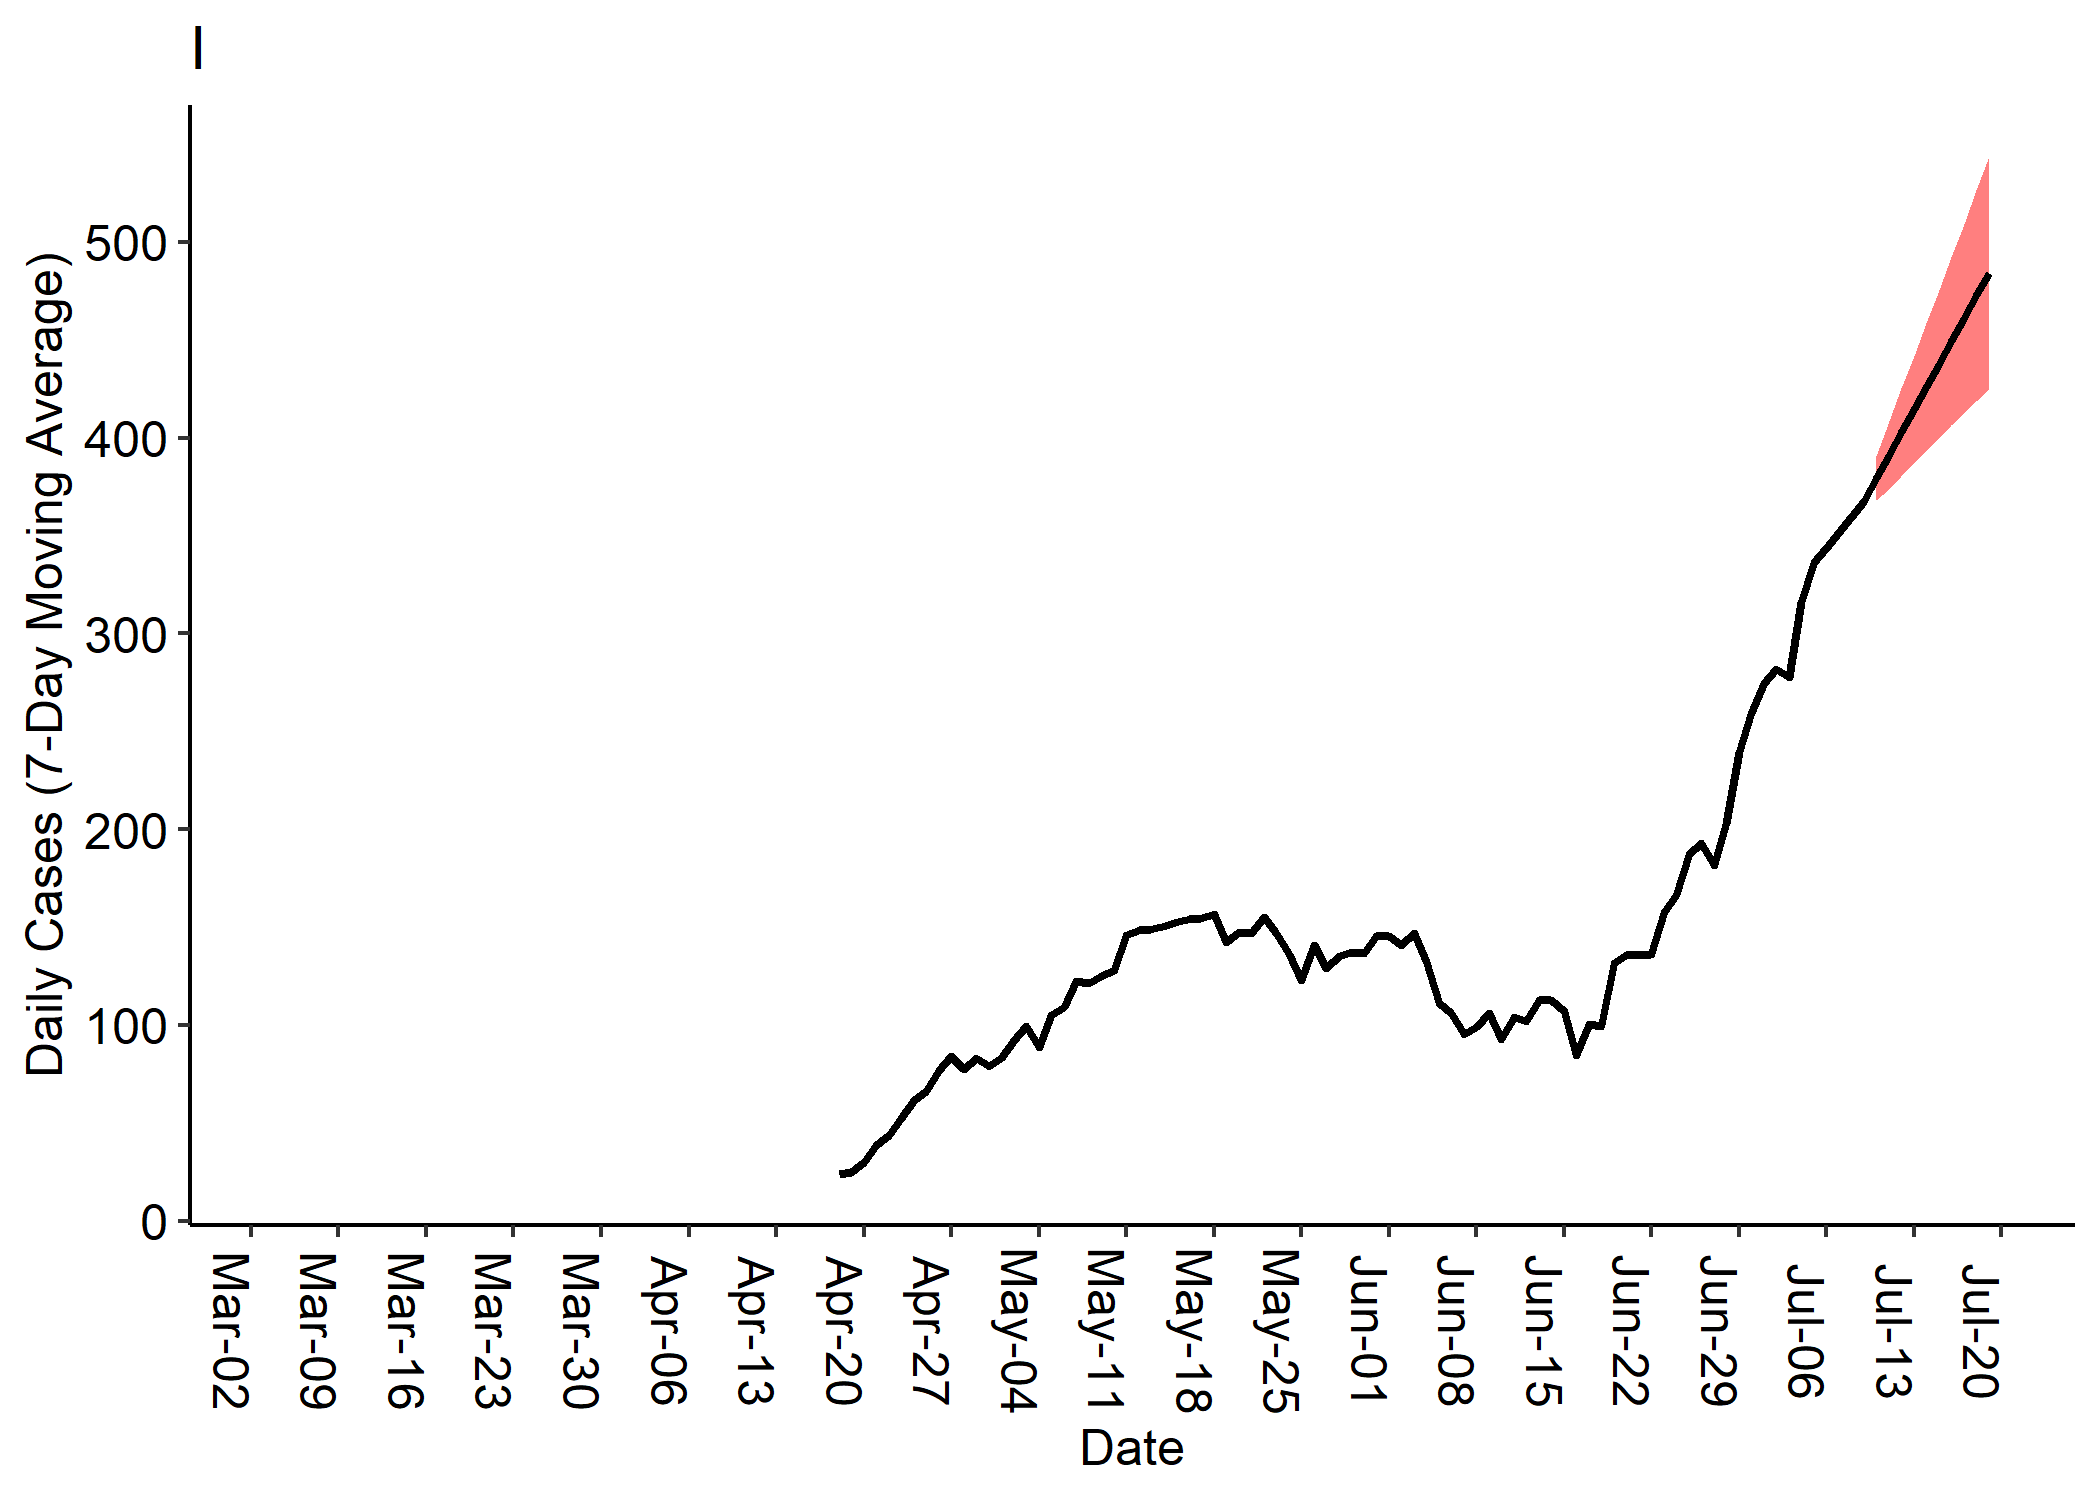 I
Daily Cases (7-Day Moving Average)
500
400
300
200
100
0
Mar-02
Mar-09
Mar-16
Mar-23
Mar-30
Apr-06
Apr-13
Apr-20
Apr-27
May-04
May-11
May-18
May-25
Jun-01
Jun-08
Jun-15
Jun-22
Jun-29
Jul-06
Jul-13
Jul-20
Date